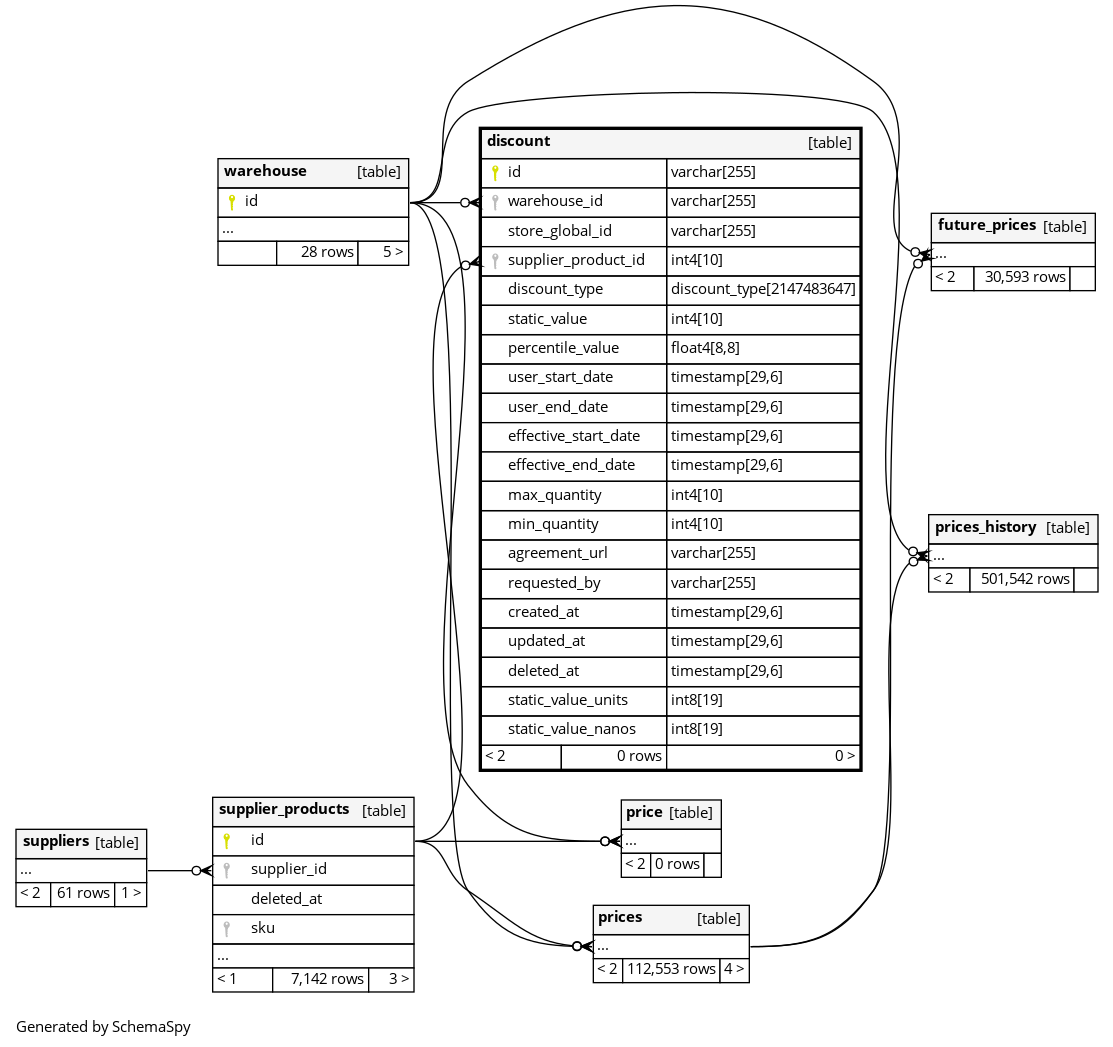 warehouse [table]
id
...
28 rows 5 >
discount [table]
id varchar[255]
warehouse_id varchar[255]
store_global_id varchar[255]
supplier_product_id int4[10]
discount_type discount_type[2147483647]
static_value int4[10]
percentile_value float4[8,8]
user_start_date timestamp[29,6]
user_end_date timestamp[29,6]
effective_start_date timestamp[29,6]
effective_end_date timestamp[29,6]
max_quantity int4[10]
min_quantity int4[10]
agreement_url varchar[255]
requested_by varchar[255]
created_at timestamp[29,6]
updated_at timestamp[29,6]
deleted_at timestamp[29,6]
static_value_units int8[19]
static_value_nanos int8[19]
< 2 0 rows 0 >
future_prices [table]
...
< 2 30,593 rows
prices_history [table]
...
< 2 501,542 rows
suppliers [table]
...
< 2 61 rows 1 >
supplier_products [table]
id
supplier_id
deleted_at
sku
...
< 1 7,142 rows 3 >
price [table]
...
< 2 0 rows
prices [table]
...
< 2 112,553 rows 4 >
Generated by SchemaSpy